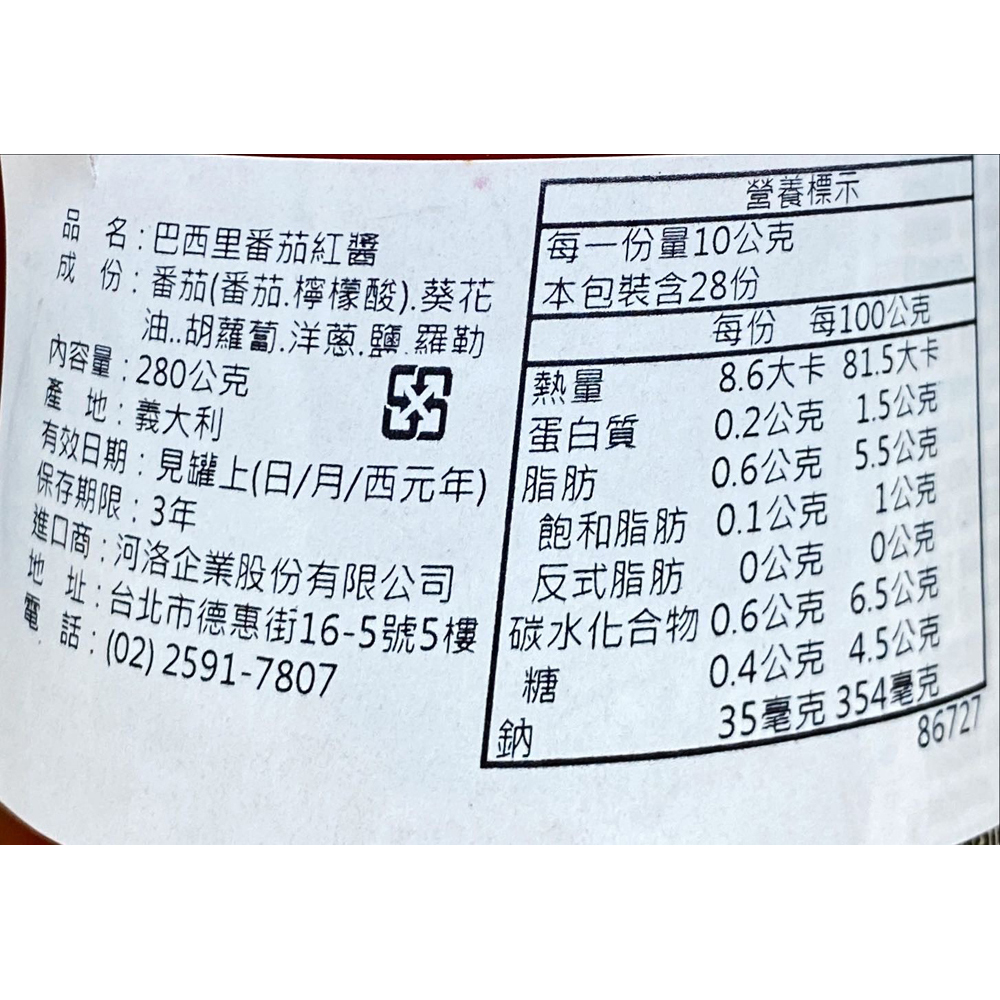 品 名:巴西里番茄紅醬
成 份:番茄(番茄.檸檬酸).葵花
油..胡蘿蔔.洋蔥.鹽.羅勒
內容量:280公克
產 地:義大利
有效日期:見罐上(日/月/西元年)
保存期限:3年
進口商:河洛企業股份有限公司
地 址:台北市德惠街16-5號5樓
電 話:(02) 2591-7807
營養標示
每一份量10公克
本包裝含28份
每份 每100公克
熱量 8.6大卡 81.5大卡
蛋白質 0.2公克 1.5公克
脂肪 0.6公克 5.5公克
飽和脂肪 0.1公克 1公克
反式脂肪 0公克 0公克
碳水化合物 0.6公克 6.5公克
糖 0.4公克 4.5公克
鈉 35毫克 354毫克
86727